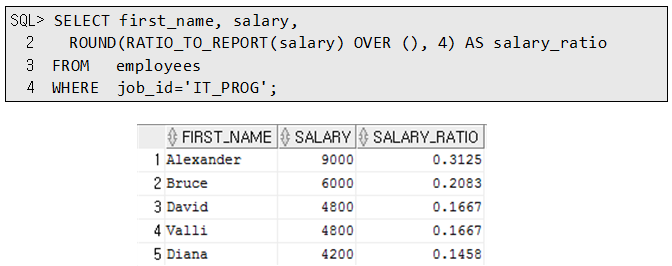 SQL> SELECT first_name, salary,
2 ROUND(RATIO_TO_REPORT(salary) OVER (), 4) AS salary_ratio
3 FROM employees
4 WHERE job_id='IT_PROG';
FIRST_NAME SALARY SALARY_RATIO
1 Alexander 9000 0.3125
2 Bruce 6000 0.2083
3 David 4800 0.1667
4 Valli 4800 0.1667
5 Diana 4200 0.1458